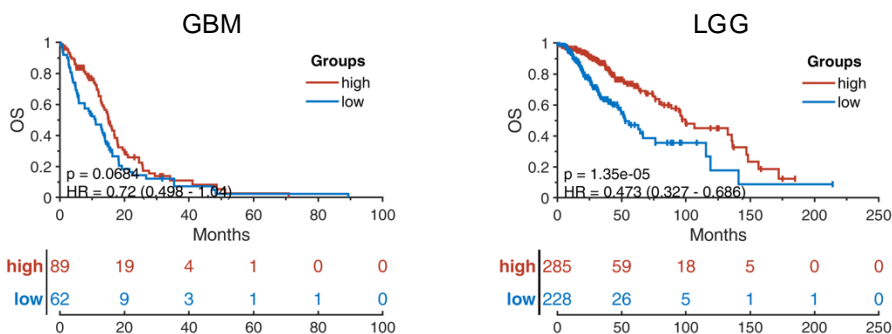 GBM
LGG
OS
1
0.8
0.6
0.4
0.2
0
Groups
high
low
p = 0.0684
HR = 0.72 (0.498 - 1.04)
0 20 40 60 80 100
Months
high 89 19 4 1 0 0
low 62 9 3 1 1 0
0 20 40 60 80 100
OS
1
0.8
0.6
0.4
0.2
0
Groups
high
low
p = 1.35e-05
HR = 0.473 (0.327 - 0.686)
0 50 100 150 200 250
Months
high 285 59 18 5 0 0
low 228 26 5 1 1 0
0 50 100 150 200 250